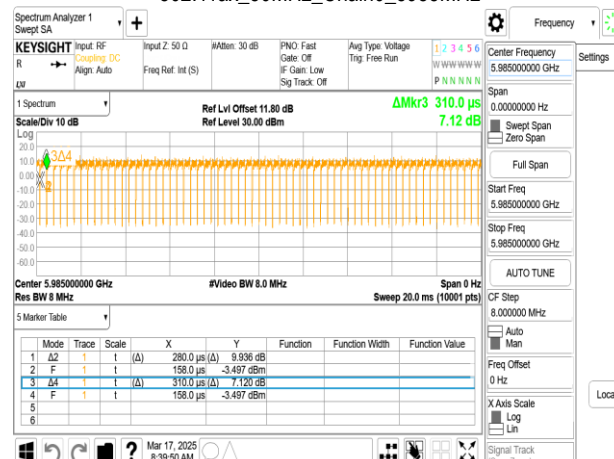 Spectrum Analyzer 1
Swept SA
+
Frequency
Settings
KEYSIGHT
R
LXI
Input: RF
Coupling: DC
Align: Auto
Input Z: 50 Ω
Freq Ref: Int (S)
#Atten: 30 dB
PNO: Fast
Gate: Off
IF Gain: Low
Sig Track: Off
Avg Type: Voltage
Trig: Free Run
1 2 3 4 5 6
W W W W W W
P N N N N N
1 Spectrum
Scale/Div 10 dB
Ref Lvl Offset 11.80 dB
Ref Level 30.00 dBm
ΔMkr3 310.0 µs
7.12 dB
Log
20.0
10.0
0.00
-10.0
-20.0
-30.0
-40.0
-50.0
-60.0
3Δ4
Center 5.985000000 GHz
Res BW 8 MHz
#Video BW 8.0 MHz
Span 0 Hz
Sweep 20.0 ms (10001 pts)
5 Marker Table
Mode Trace Scale X Y Function Function Width Function Value
1 Δ2 1 t (Δ) 280.0 µs (Δ) 9.936 dB
2 F 1 t 158.0 µs -3.497 dBm
3 Δ4 1 t (Δ) 310.0 µs (Δ) 7.120 dB
4 F 1 t 158.0 µs -3.497 dBm
5
6
Center Frequency
5.985000000 GHz
Span
0.00000000 Hz
Swept Span
Zero Span
Full Span
Start Freq
5.985000000 GHz
Stop Freq
5.985000000 GHz
AUTO TUNE
CF Step
8.000000 MHz
Auto
Man
Freq Offset
0 Hz
X Axis Scale
Log
Lin
Signal Track
Loca
?
Mar 17, 2025
8:39:50 AM